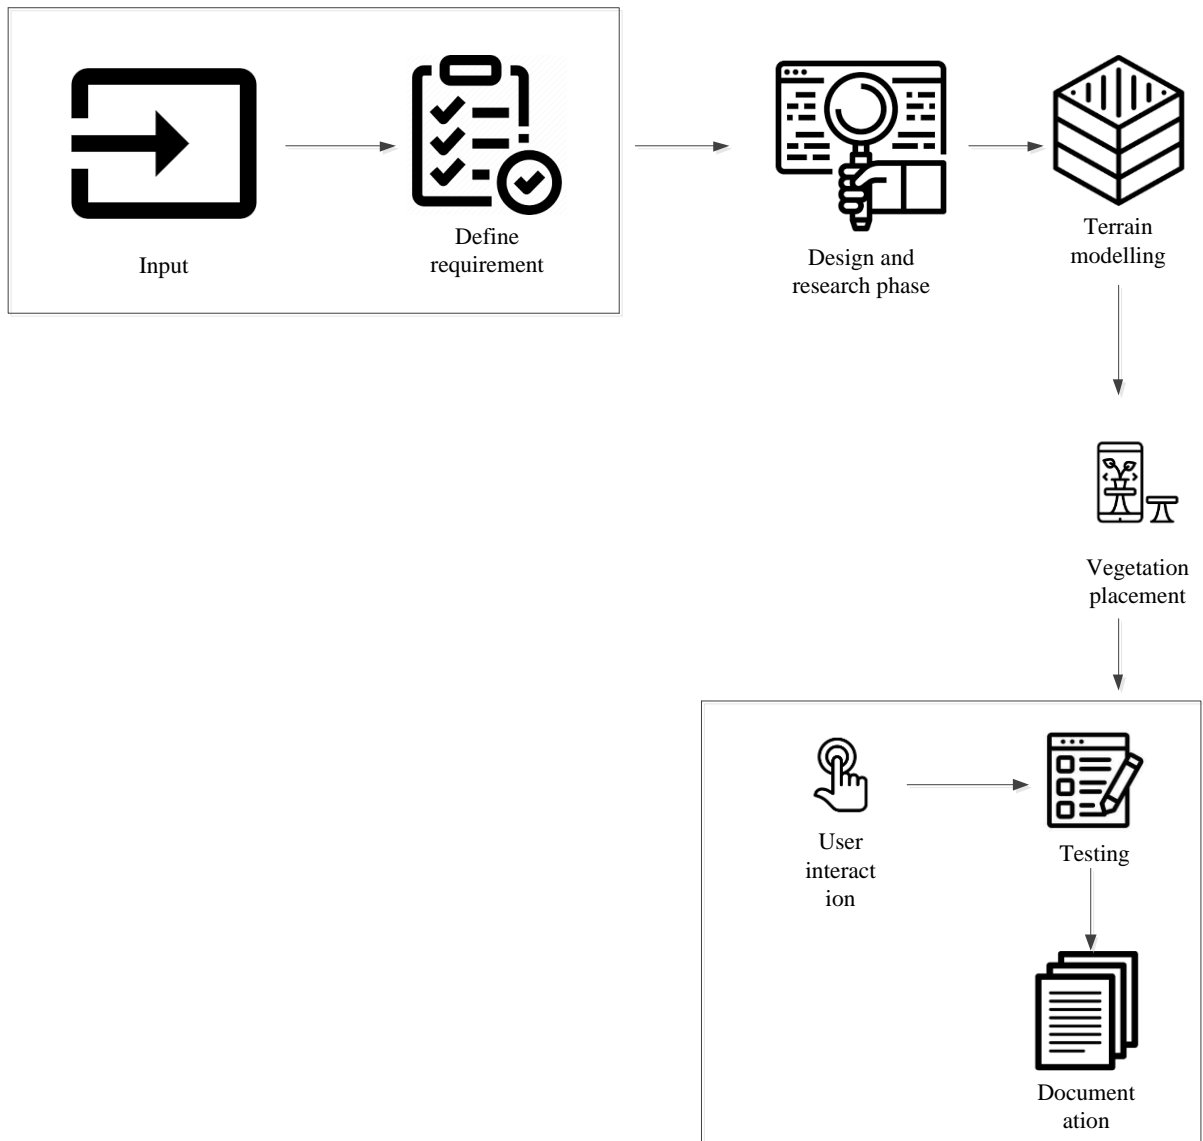 Input
Define
requirement
Design and
research phase
Terrain
modelling
Vegetation
placement
User
interact
ion
Testing
Document
ation